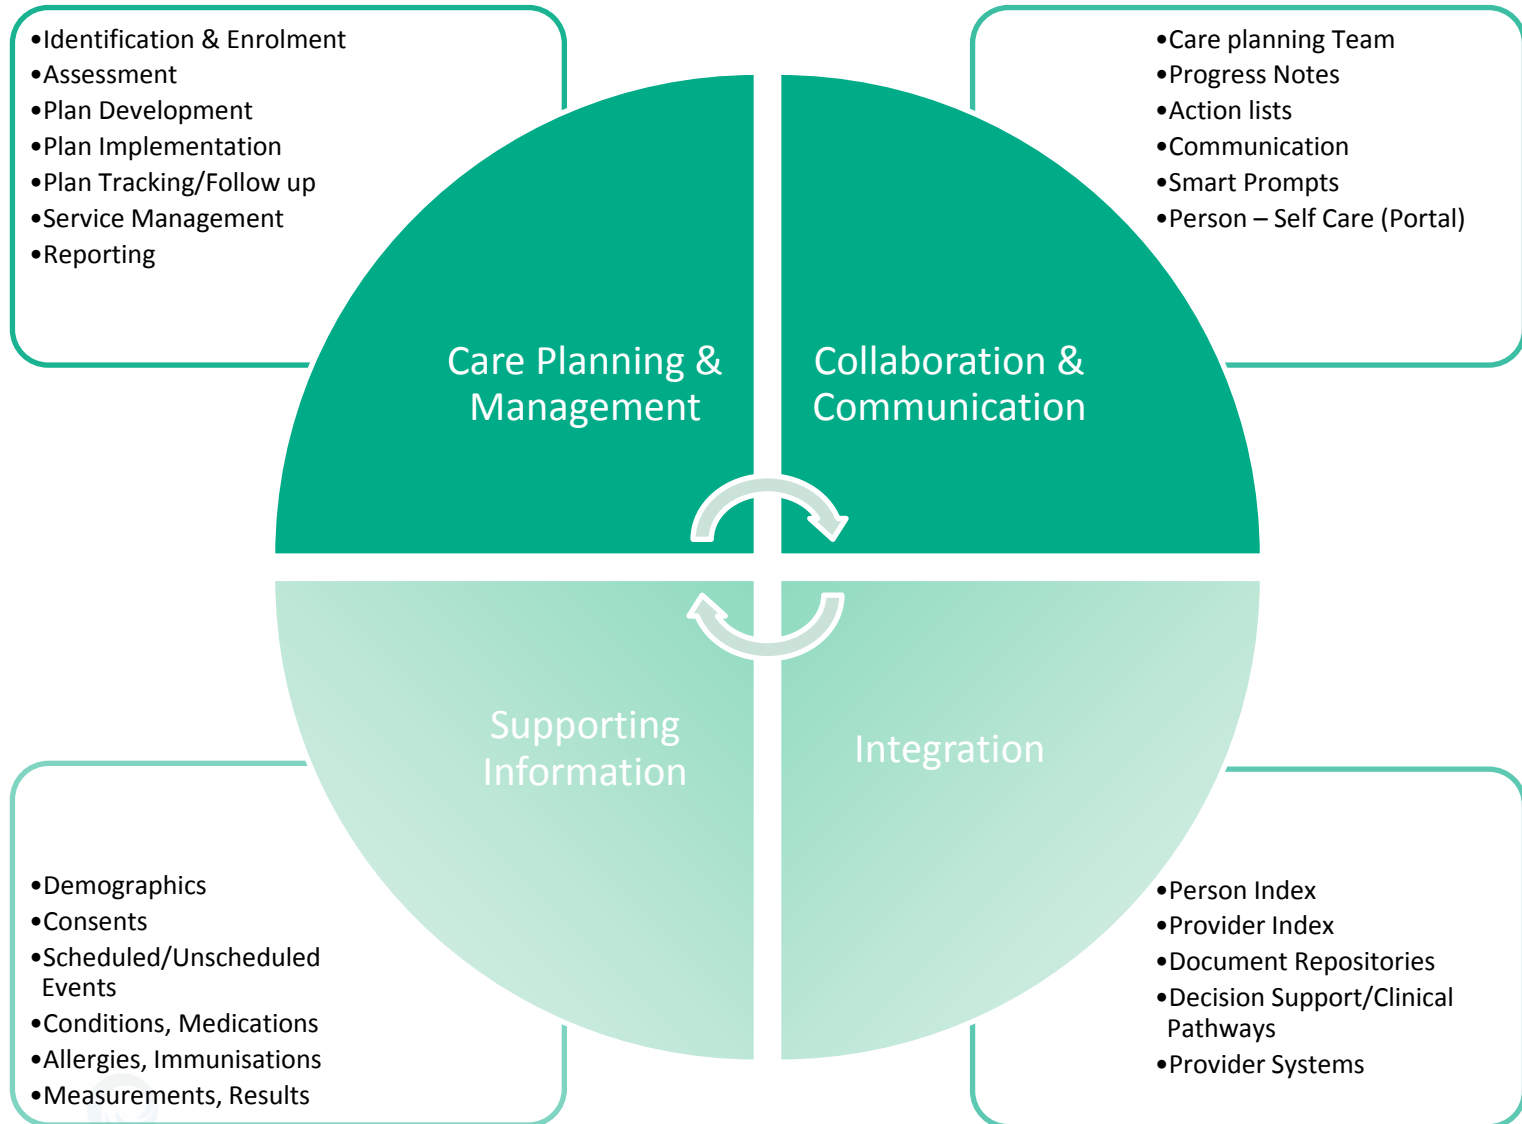 •Identification & Enrolment
•Assessment
•Plan Development
•Plan Implementation
•Plan Tracking/Follow up
•Service Management
•Reporting
•Care planning Team
•Progress Notes
•Action lists
•Communication
•Smart Prompts
•Person – Self Care (Portal)
Care Planning &
Management
Collaboration &
Communication
Supporting
Information
Integration
•Demographics
•Consents
•Scheduled/Unscheduled
Events
•Conditions, Medications
•Allergies, Immunisations
•Measurements, Results
•Person Index
•Provider Index
•Document Repositories
•Decision Support/Clinical
Pathways
•Provider Systems